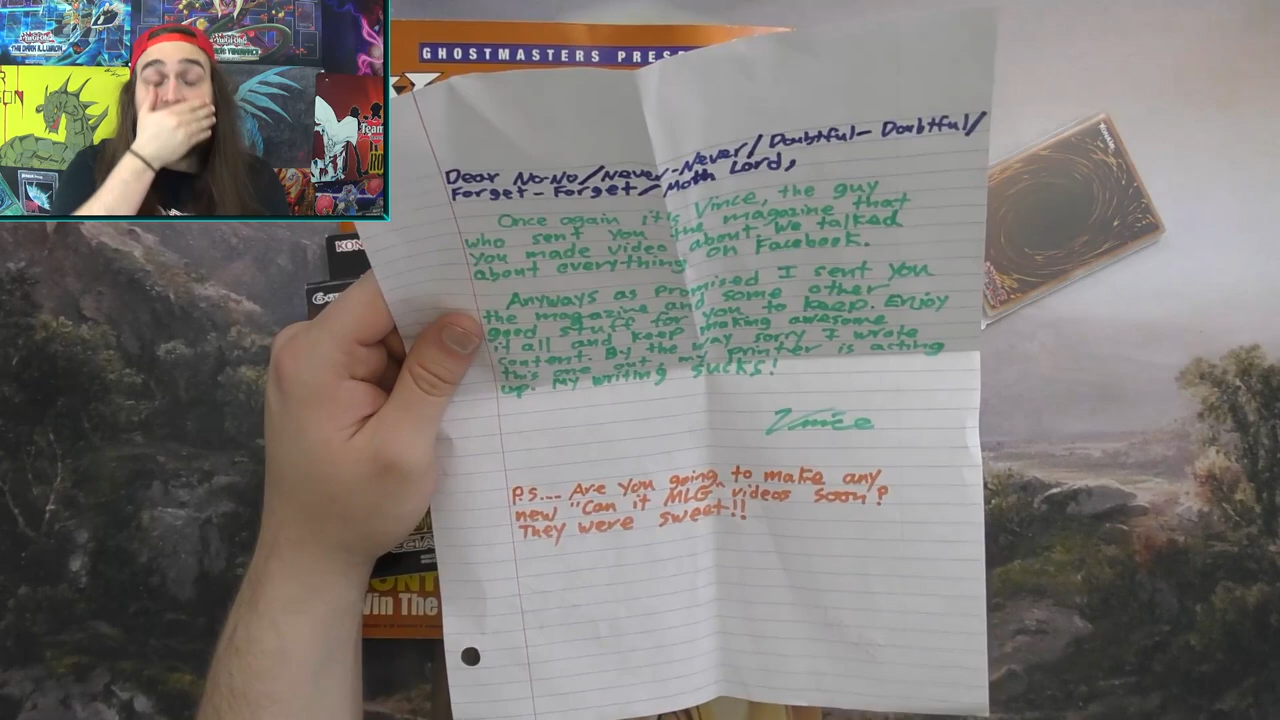 GHOSTMASTERS PRES
Dear No-No/Never-Never/Doubtful-Doubtful/
Forget-Forget/Moth Lord,
Once again it's Vince, the guy
who sent you the magazine that
you made video about. We talked
about everything on Facebook.
Anyways as promised I sent you
the magazine and some other
good stuff for you to keep. Enjoy
it all and keep making awesome
content. By the way sorry I wrote
this one out, my printer is acting
up. My writing sucks!
Vince
P.S... Are you going to make any
new "Can it MLG" videos soon?
They were sweet!!
KON
Win The
KONAMI
Team